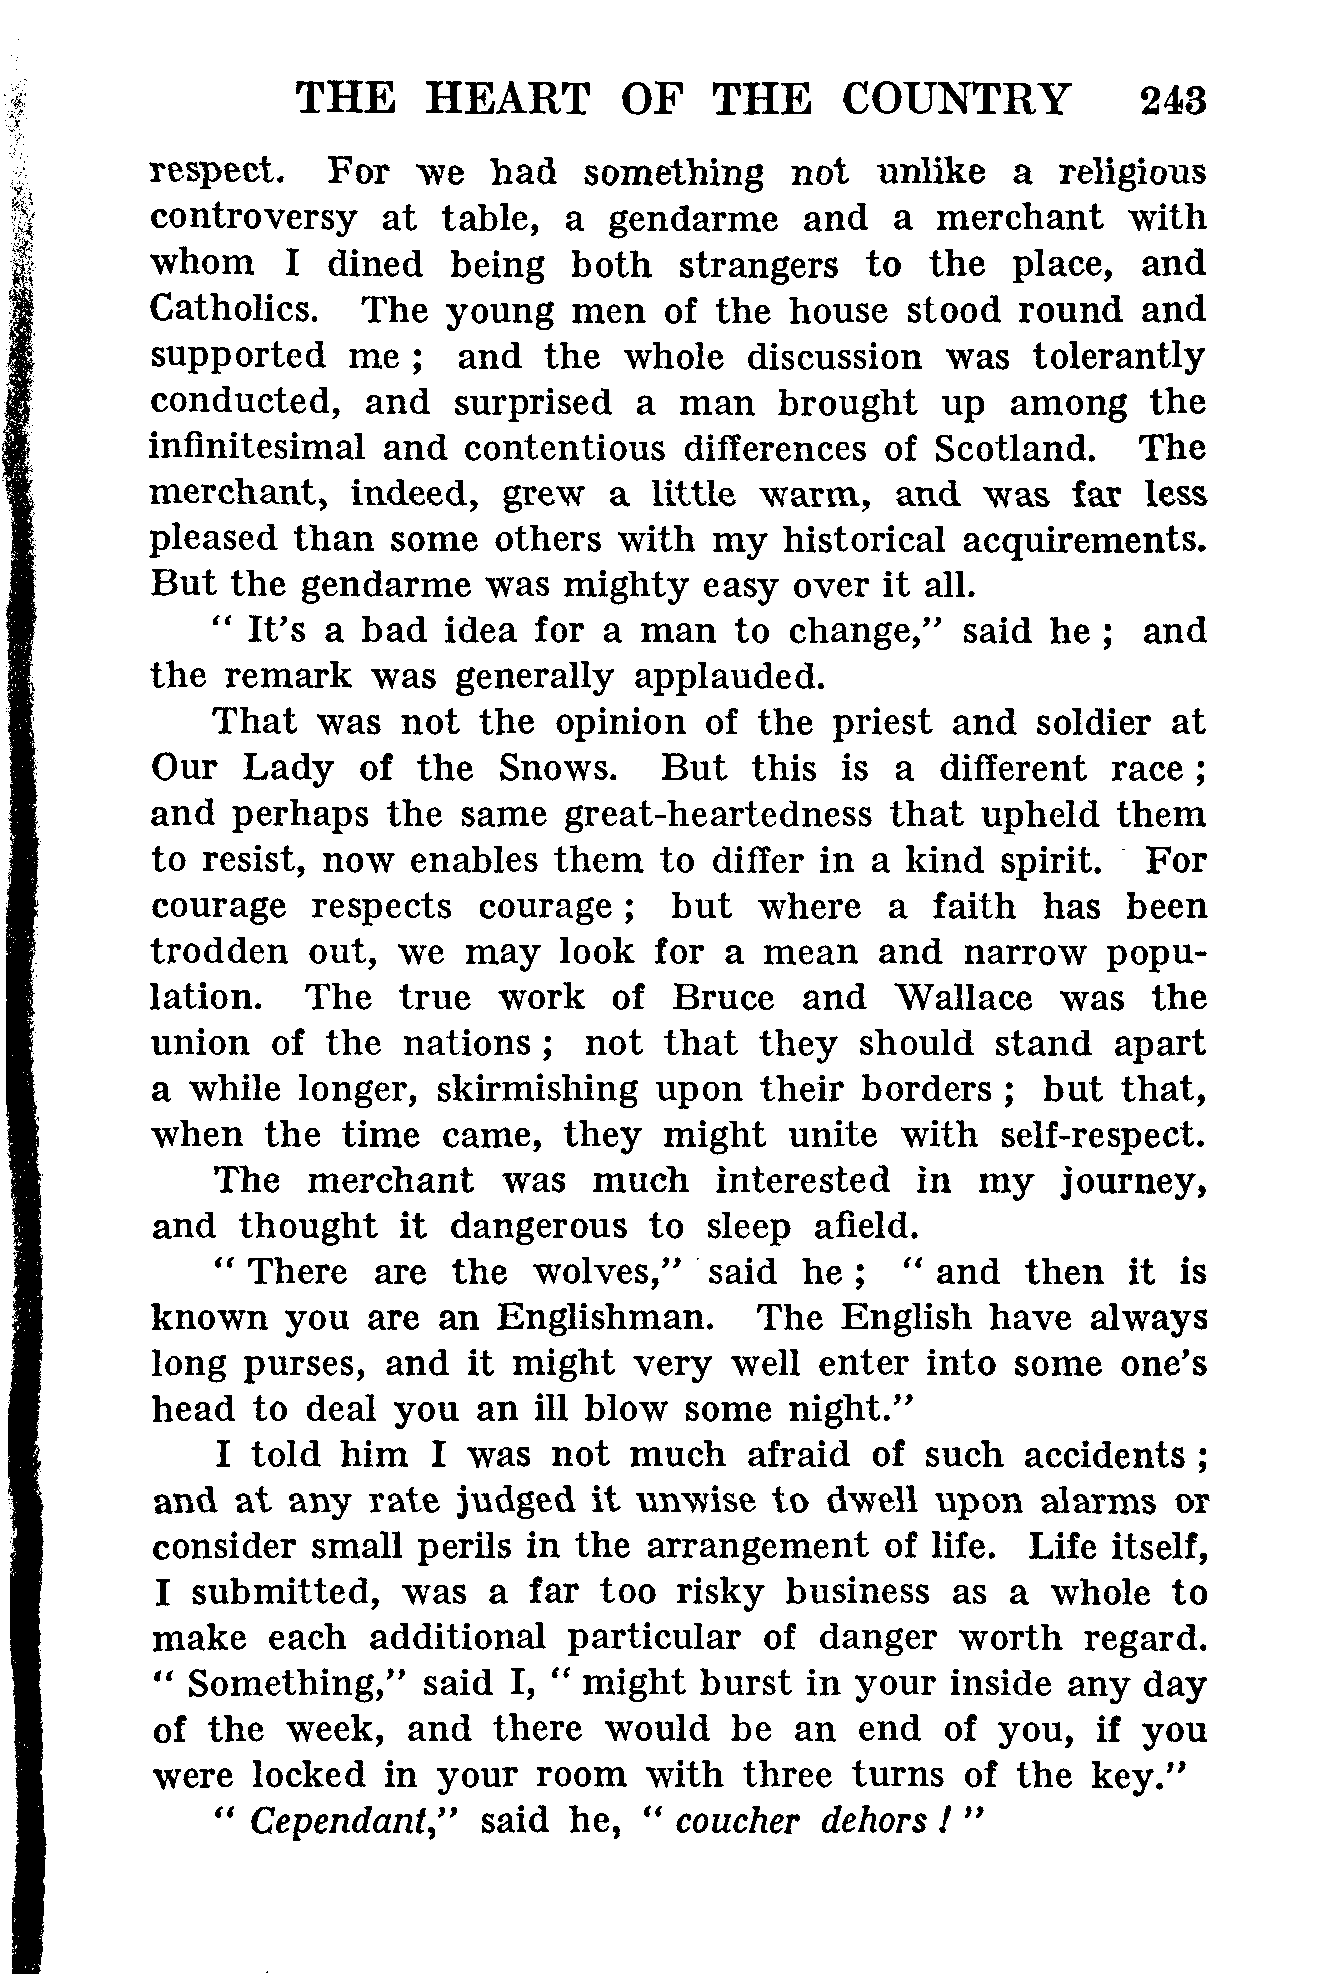 THE HEART OF THE COUNTRY 243
respect. For we had something not unlike a religious
controversy at table, a gendarme and a merchant with
whom I dined being both strangers to the place, and
Catholics. The young men of the house stood round and
supported me ; and the whole discussion was tolerantly
conducted, and surprised a man brought up among the
infinitesimal and contentious differences of Scotland. The
merchant, indeed, grew a little warm, and was far less
pleased than some others with my historical acquirements.
But the gendarme was mighty easy over it all.
“ It’s a bad idea for a man to change,” said he ; and
the remark was generally applauded.
That was not the opinion of the priest and soldier at
Our Lady of the Snows. But this is a different race ;
and perhaps the same great-heartedness that upheld them
to resist, now enables them to differ in a kind spirit. For
courage respects courage ; but where a faith has been
trodden out, we may look for a mean and narrow popu-
lation. The true work of Bruce and Wallace was the
union of the nations ; not that they should stand apart
a while longer, skirmishing upon their borders ; but that,
when the time came, they might unite with self-respect.
The merchant was much interested in my journey,
and thought it dangerous to sleep afield.
“ There are the wolves,” said he ; “ and then it is
known you are an Englishman. The English have always
long purses, and it might very well enter into some one’s
head to deal you an ill blow some night.”
I told him I was not much afraid of such accidents ;
and at any rate judged it unwise to dwell upon alarms or
consider small perils in the arrangement of life. Life itself,
I submitted, was a far too risky business as a whole to
make each additional particular of danger worth regard.
“ Something,” said I, “ might burst in your inside any day
of the week, and there would be an end of you, if you
were locked in your room with three turns of the key.”
“ Cependant,” said he, “ coucher dehors ! ”